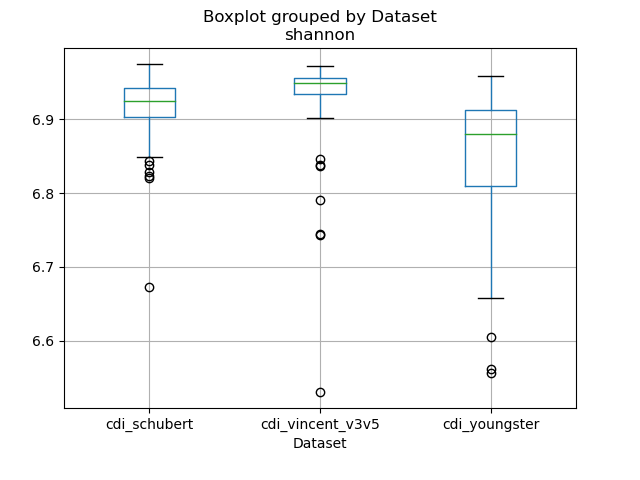 Boxplot grouped by Dataset
shannon
6.9
6.8
6.7
6.6
cdi_schubert cdi_vincent_v3v5 cdi_youngster
Dataset